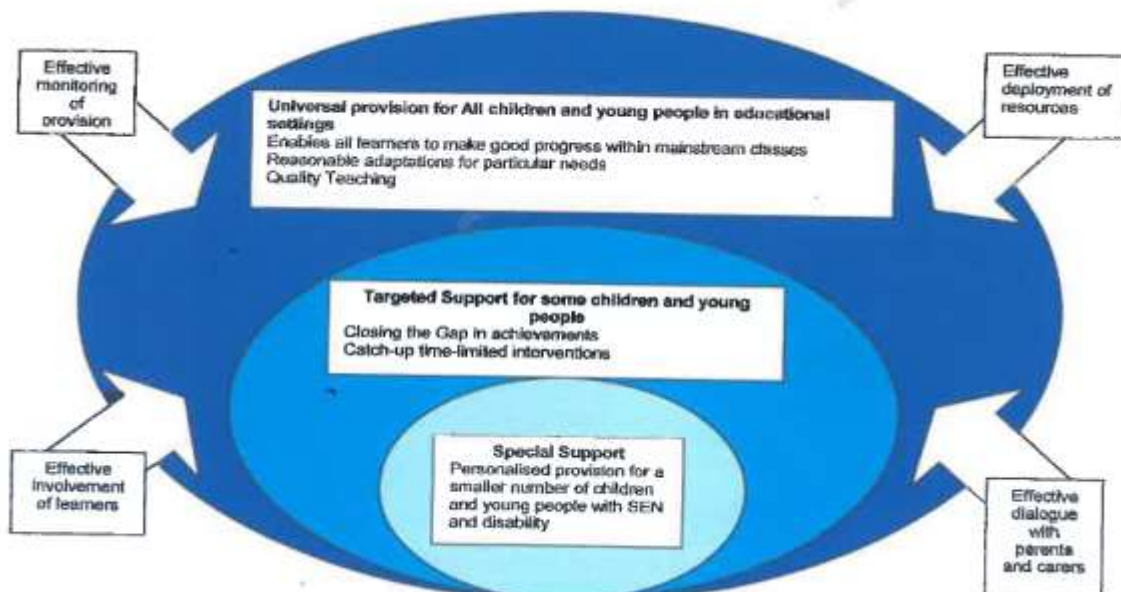 Effective
monitoring
of
provision
Effective
deployment of
resources
Universal provision for All children and young people in educational
settings
Enables all learners to make good progress within mainstream classes
Reasonable adaptations for particular needs
Quality Teaching
Targeted Support for some children and young
people
Closing the Gap in achievements
Catch-up time-limited interventions
Special Support
Personalised provision for a
smaller number of children
and young people with SEN
and disability
Effective
involvement
of learners
Effective
dialogue
with
parents
and carers